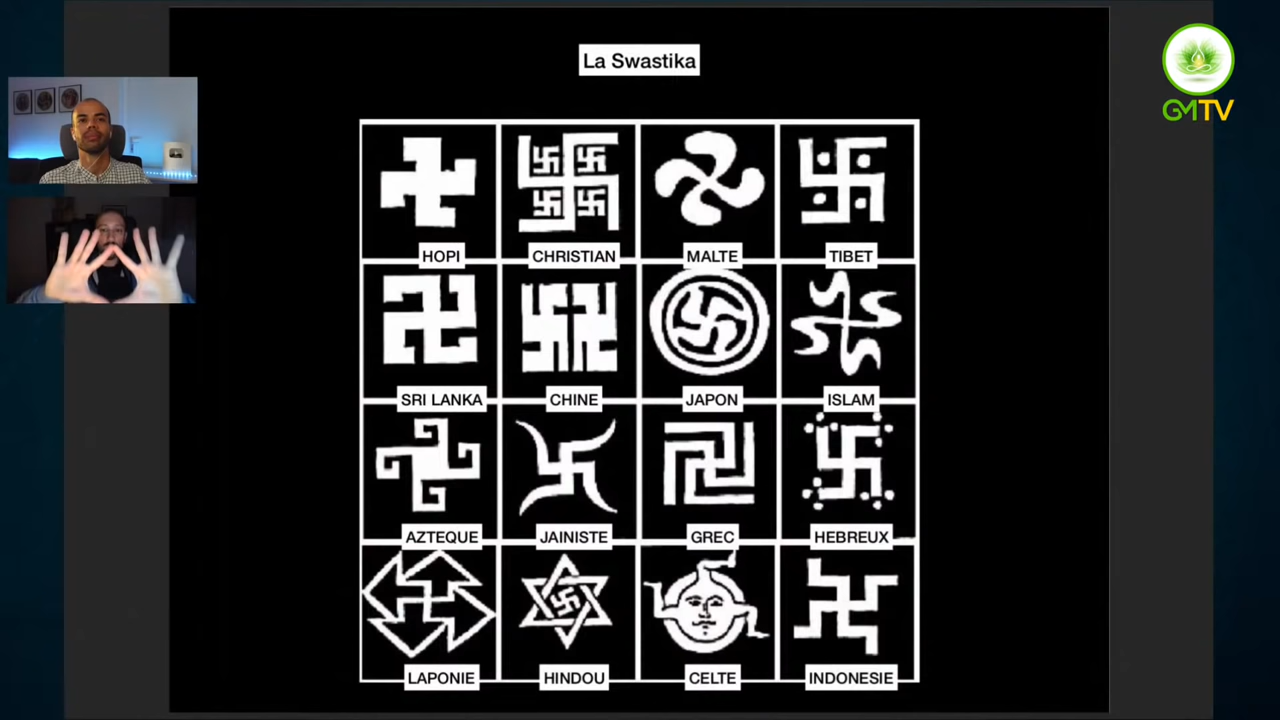 La Swastika
GMTV
HOPI
CHRISTIAN
MALTE
TIBET
SRI LANKA
CHINE
JAPON
ISLAM
AZTEQUE
JAINISTE
GREC
HEBREUX
LAPONIE
HINDOU
CELTE
INDONESIE